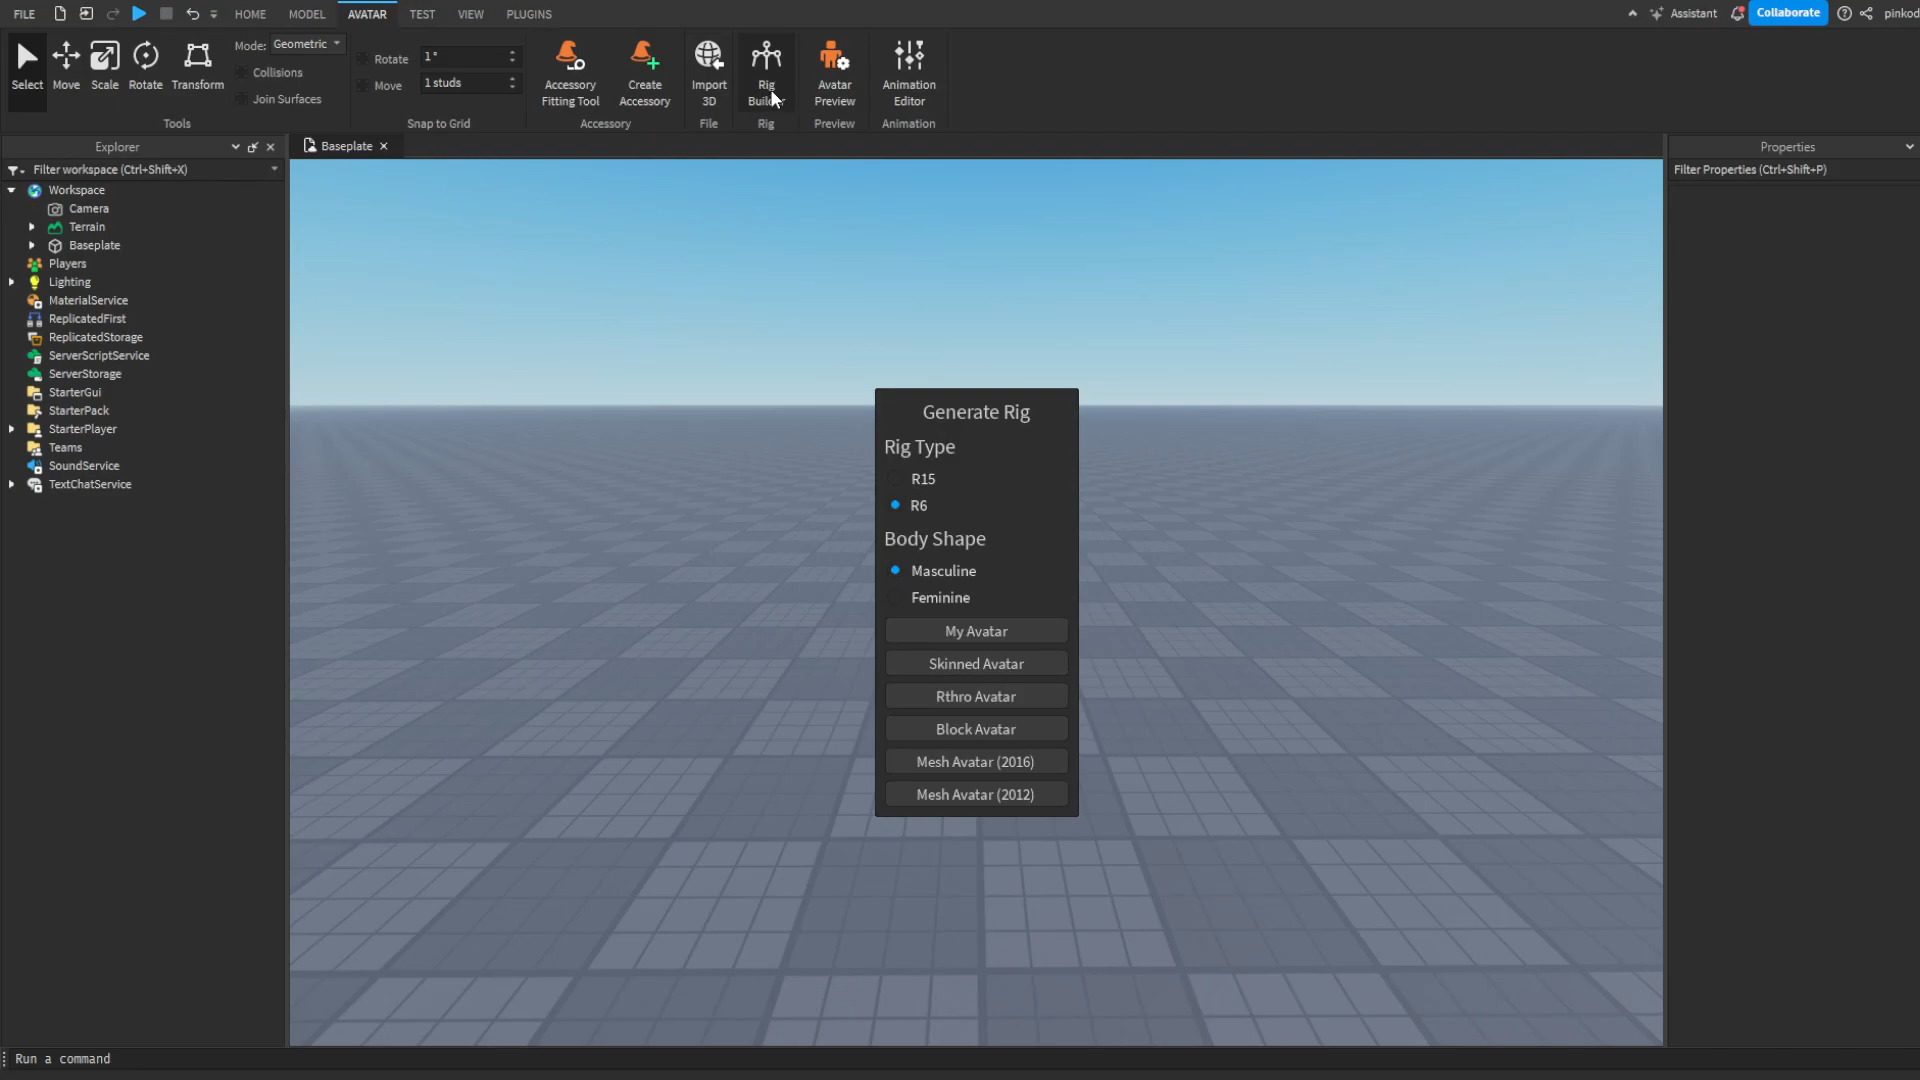 FILE HOME MODEL AVATAR TEST VIEW PLUGINS Assistant Collaborate pinkod
Select Move Scale Rotate Transform
Mode: Geometric
Collisions
Join Surfaces
Tools
Rotate 1°
Move 1 studs
Snap to Grid
Accessory
Fitting Tool
Create
Accessory
Accessory
Import
3D
File
Rig
Rig
Avatar
Preview
Preview
Animation
Editor
Animation
Explorer
Filter workspace (Ctrl+Shift+X)
Workspace
Camera
Terrain
Baseplate
Players
Lighting
MaterialService
ReplicatedFirst
ReplicatedStorage
ServerScriptService
ServerStorage
StarterGui
StarterPack
StarterPlayer
Teams
SoundService
TextChatService
Baseplate
Generate Rig
Rig Type
R15
R6
Body Shape
Masculine
Feminine
My Avatar
Skinned Avatar
Rthro Avatar
Block Avatar
Mesh Avatar (2016)
Mesh Avatar (2012)
Properties
Filter Properties (Ctrl+Shift+P)
Run a command